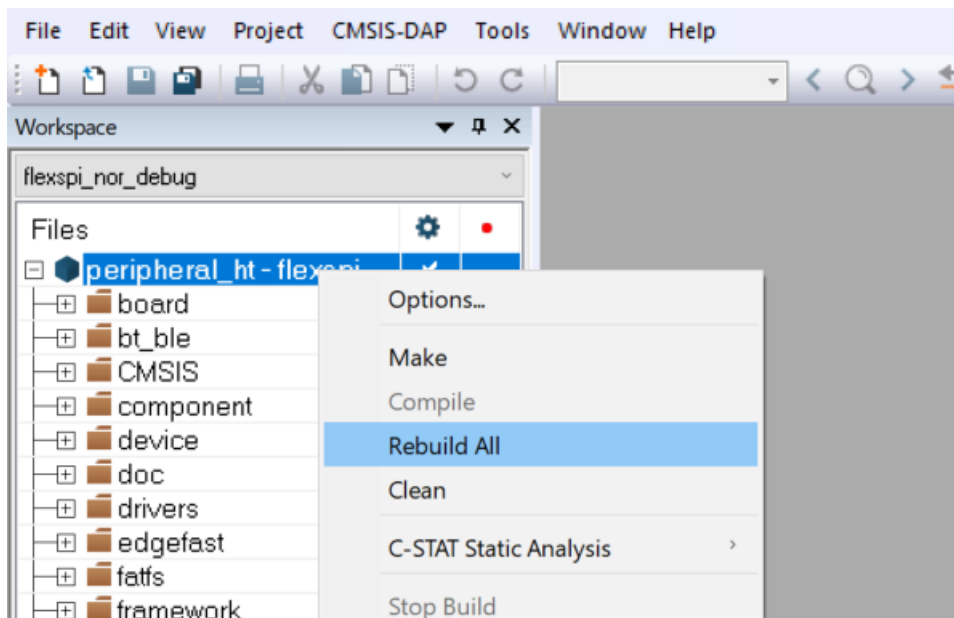 File Edit View Project CMSIS-DAP Tools Window Help
Workspace
flexspi_nor_debug
Files
peripheral_ht - flexspi
board
bt_ble
CMSIS
component
device
doc
drivers
edgefast
fatfs
framework
Options...
Make
Compile
Rebuild All
Clean
C-STAT Static Analysis
Stop Build